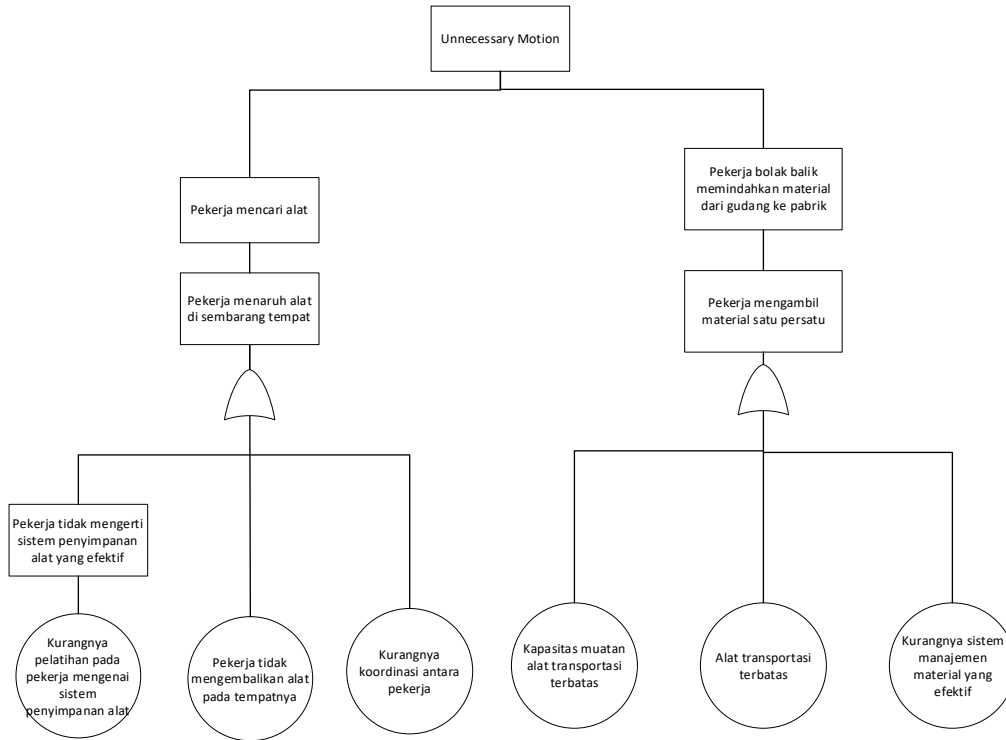 Unnecessary Motion
Pekerja mencari alat
Pekerja bolak balik
memindahkan material
dari gudang ke pabrik
Pekerja menaruh alat
di sembarang tempat
Pekerja mengambil
material satu persatu
Pekerja tidak mengerti
sistem penyimpanan
alat yang efektif
Kurangnya
pelatihan pada
pekerja mengenai
sistem
penyimpanan alat
Pekerja tidak
mengembalikan alat
pada tempatnya
Kurangnya
koordinasi antara
pekerja
Kapasitas muatan
alat transportasi
terbatas
Alat transportasi
terbatas
Kurangnya sistem
manajemen
material yang
efektif